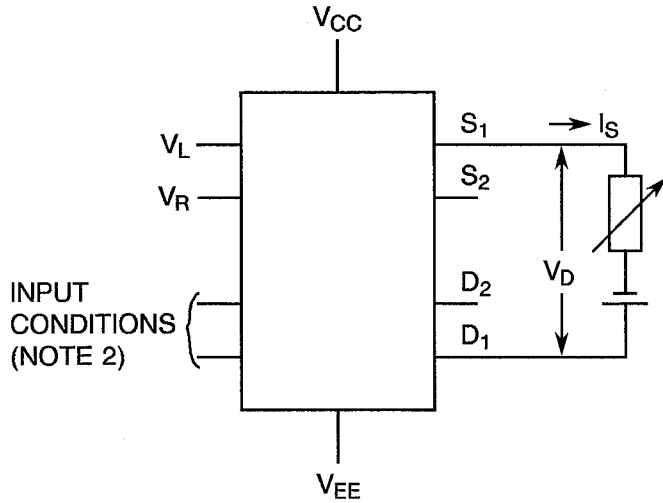 VCC
S1
IS
VL
S2
VR
VD
D2
INPUT
CONDITIONS
(NOTE 2)
D1
VEE